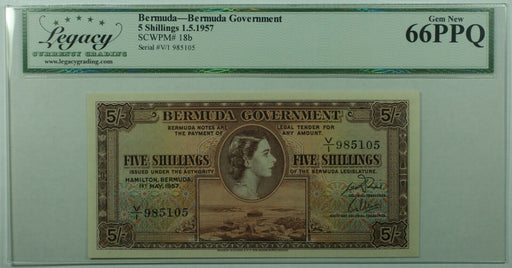 Legacy
CURRENCY GRADING
www.legacygrading.com
Bermuda—Bermuda Government
5 Shillings 1.5.1957
SCWPM# 18b
Serial #V/1 985105
Gem New
66PPQ
5/- BERMUDA GOVERNMENT 5/-
BERMUDA NOTES ARE LEGAL TENDER FOR
THE PAYMENT OF ANY AMOUNT.
V/1 985105
FIVE SHILLINGS FIVE SHILLINGS
ISSUED UNDER THE AUTHORITY OF THE BERMUDA LEGISLATURE.
HAMILTON, BERMUDA,
1ST MAY, 1957.
V/1 985105
5/- 5/-